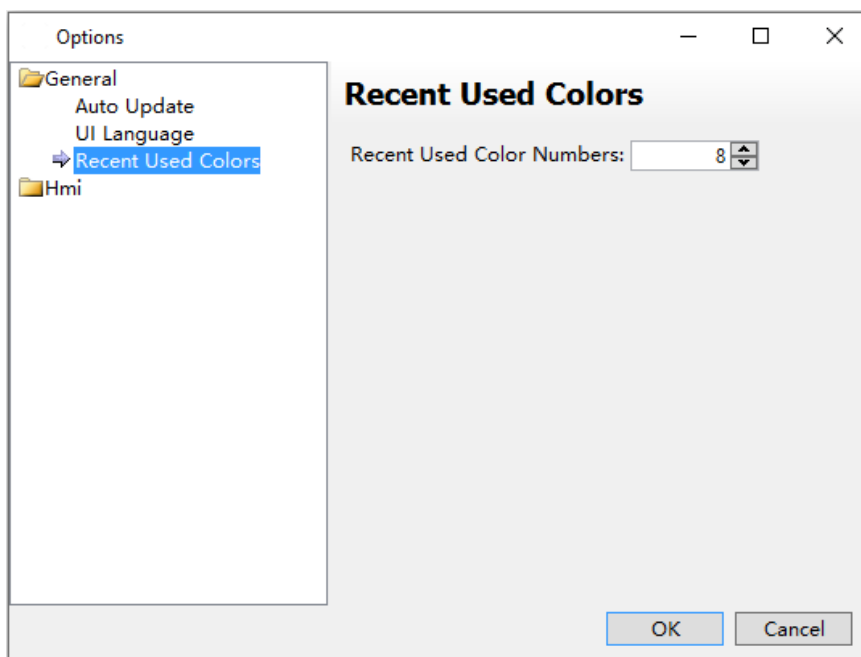 Options
General
Auto Update
UI Language
Recent Used Colors
Hmi
Recent Used Colors
Recent Used Color Numbers: 8
OK
Cancel